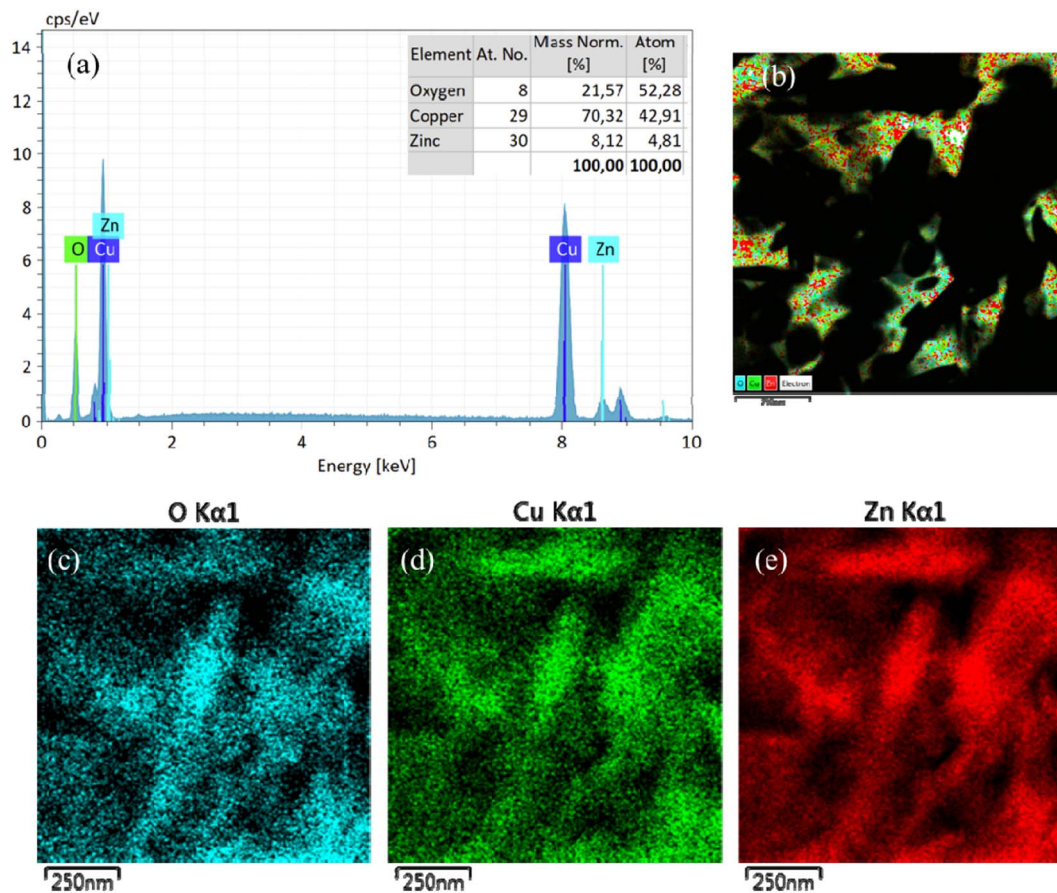 cps/eV
14
12
10
8
6
4
2
0
(a)
Element At. No. Mass Norm. [%] Atom [%]
Oxygen 8 21,57 52,28
Copper 29 70,32 42,91
Zinc 30 8,12 4,81
100,00 100,00
Zn
O Cu
Cu
Zn
0 2 4 6 8 10
Energy [keV]
(b)
O Cu Zn Electron
O Kα1
(c)
250nm
Cu Kα1
(d)
250nm
Zn Kα1
(e)
250nm